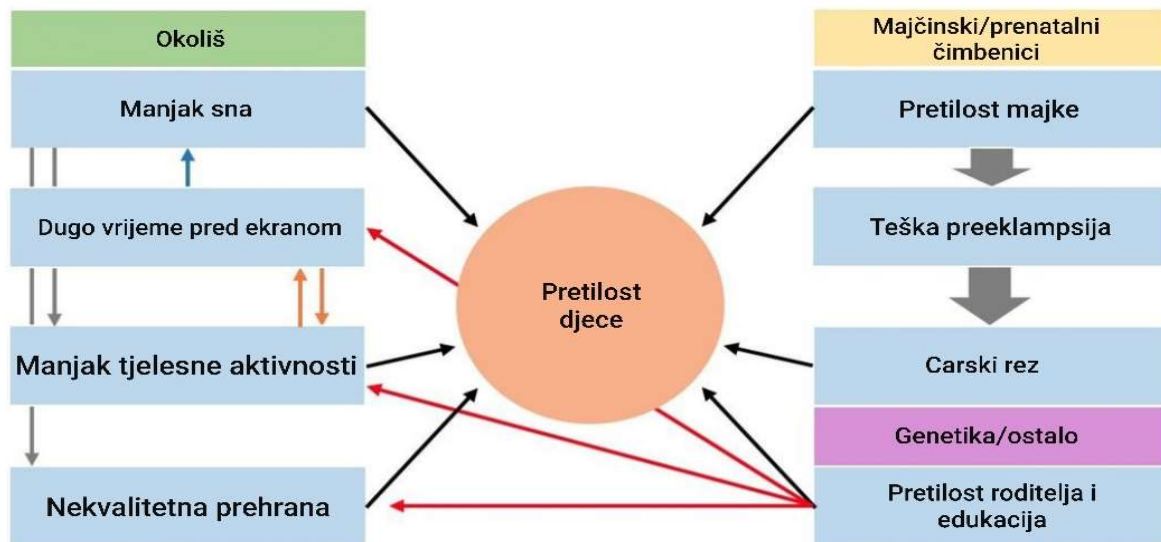 Okoliš
Manjak sna
Dugo vrijeme pred ekranom
Manjak tjelesne aktivnosti
Nekvalitetna prehrana
Pretilost
djece
Majčinski/prenatalni
čimbenici
Pretilost majke
Teška preeklampsija
Carski rez
Genetika/ostalo
Pretilost roditelja i
edukacija